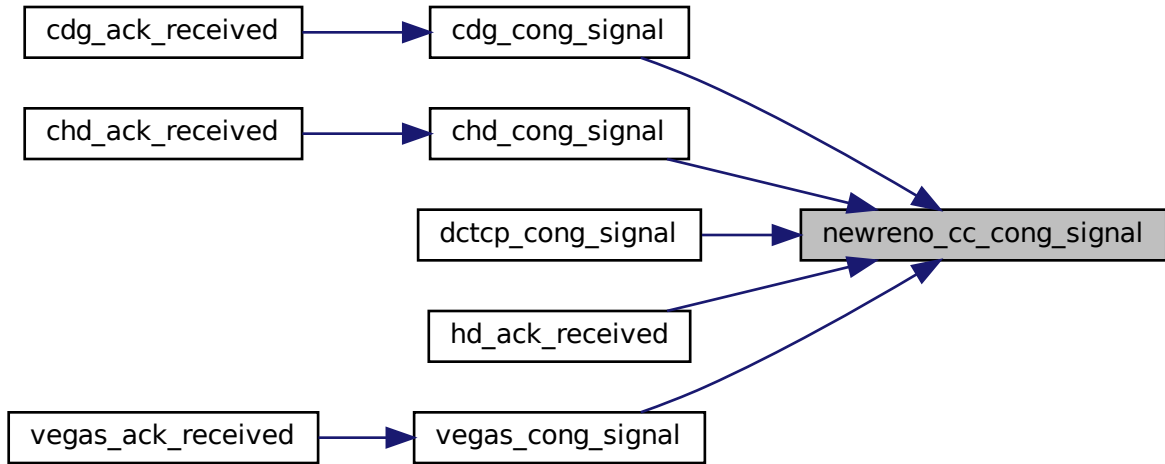 cdg_ack_received
cdg_cong_signal
chd_ack_received
chd_cong_signal
dctcp_cong_signal
newreno_cc_cong_signal
hd_ack_received
vegas_ack_received
vegas_cong_signal